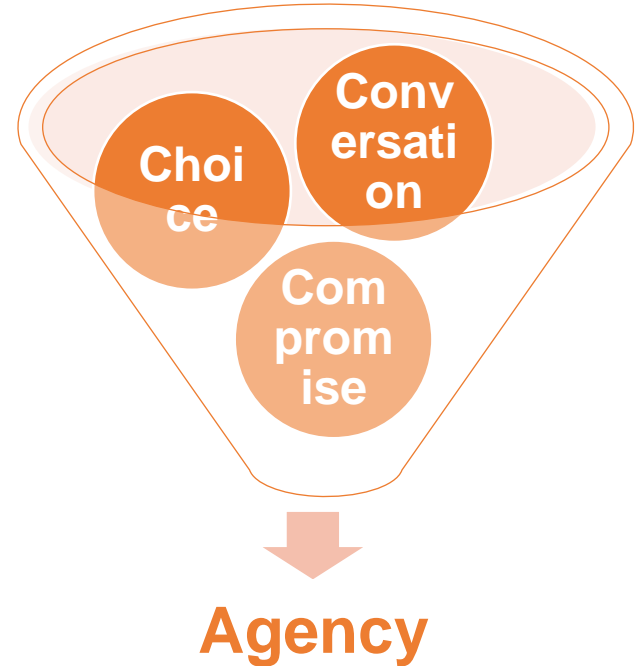 Conv
ersati
on
Choi
ce
Com
prom
ise
Agency